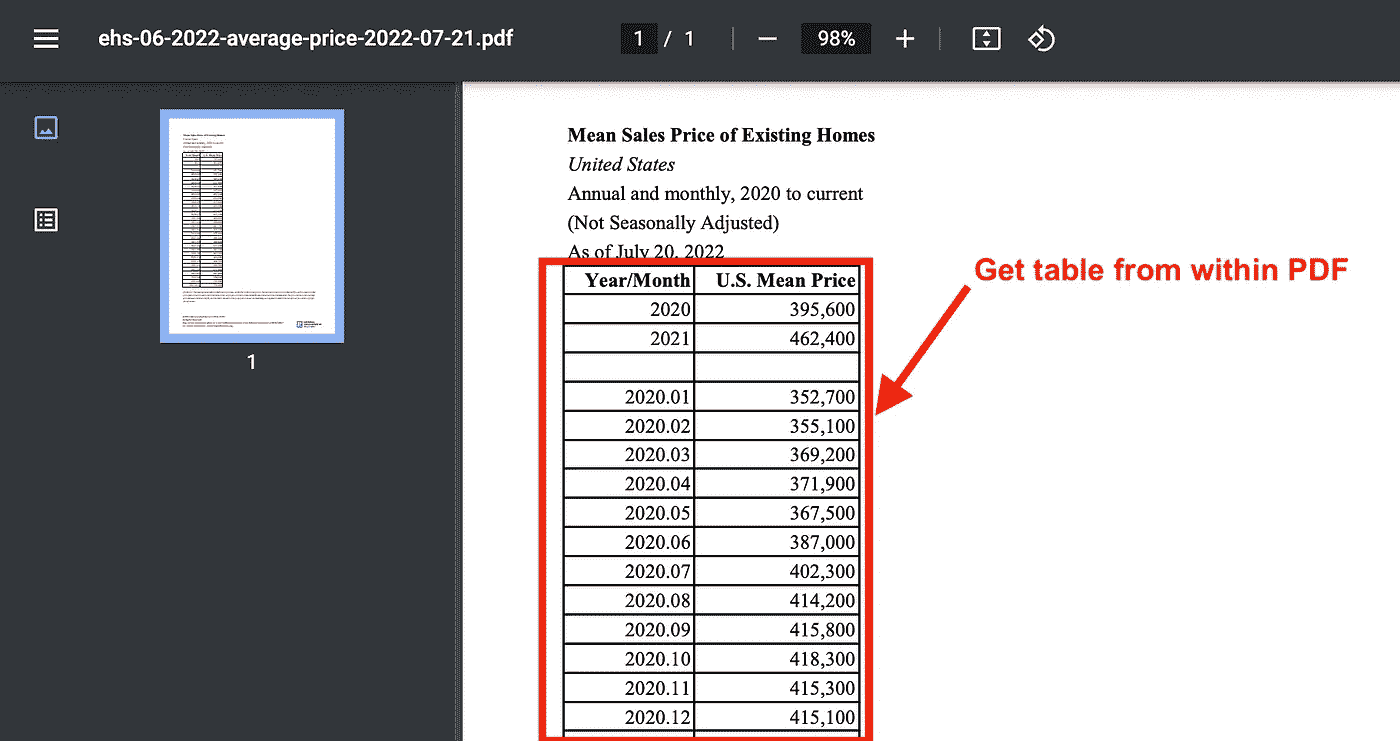 ehs-06-2022-average-price-2022-07-21.pdf
1 / 1
98%
1
Mean Sales Price of Existing Homes
United States
Annual and monthly, 2020 to current
(Not Seasonally Adjusted)
As of July 20, 2022
Get table from within PDF
Year/Month U.S. Mean Price
2020 395,600
2021 462,400
2020.01 352,700
2020.02 355,100
2020.03 369,200
2020.04 371,900
2020.05 367,500
2020.06 387,000
2020.07 402,300
2020.08 414,200
2020.09 415,800
2020.10 418,300
2020.11 415,300
2020.12 415,100